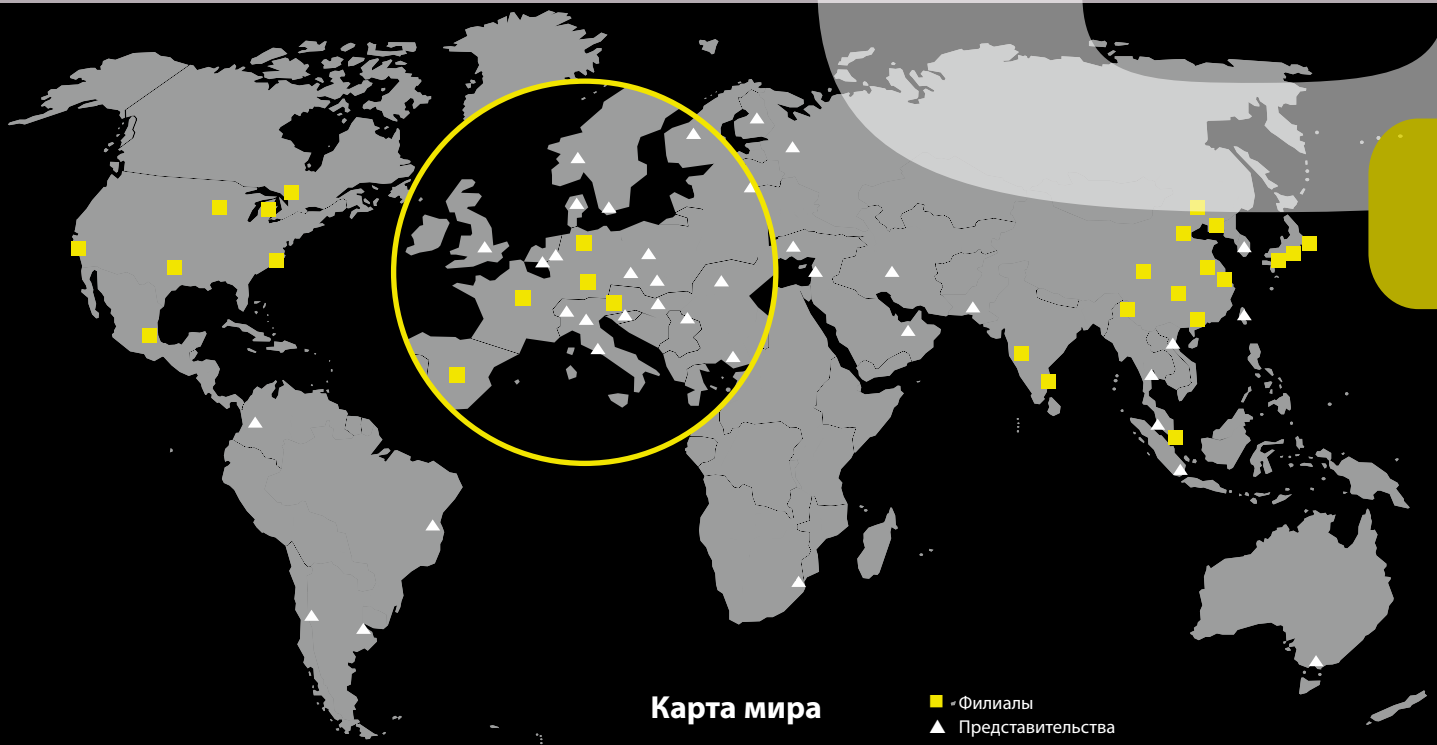 Карта мира
Филиалы
Представительства